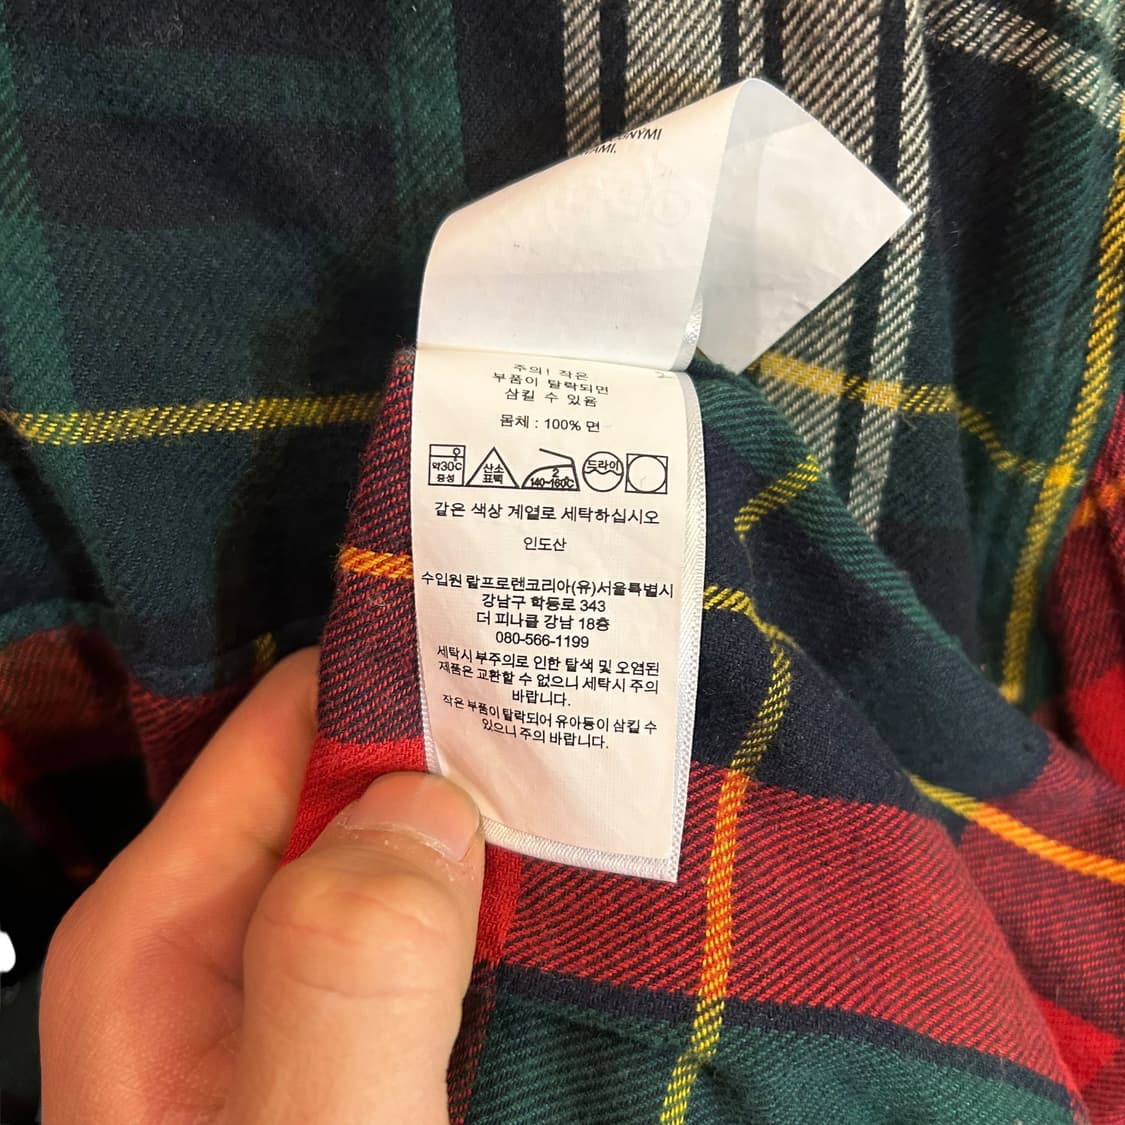 주의! 작은
부품이 탈락되면
삼킬 수 있음
몸체 : 100% 면
약30℃
중성
산소
표백
2
140~160℃
드라이
같은 색상 계열로 세탁하십시오
인도산
수입원 랄프로렌코리아(유)서울특별시
강남구 학동로 343
더 피나클 강남 18층
080-566-1199
세탁시 부주의로 인한 탈색 및 오염된
제품은 교환할 수 없으니 세탁시 주의
바랍니다.
작은 부품이 탈락되어 유아등이 삼킬 수
있으니 주의 바랍니다.